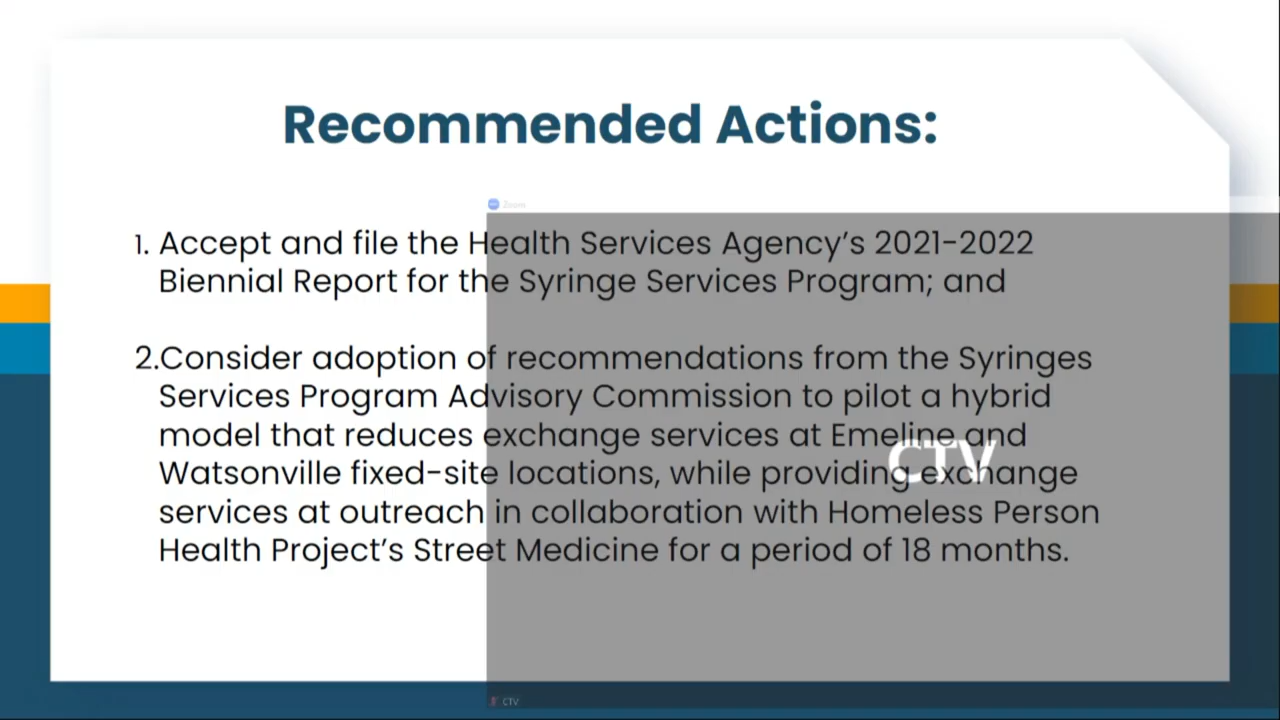 Recommended Actions:
Zoom
1. Accept and file the Health Services Agency's 2021-2022
Biennial Report for the Syringe Services Program; and
2.Consider adoption of recommendations from the Syringes
Services Program Advisory Commission to pilot a hybrid
model that reduces exchange services at Emeline and
CTV
Watsonville fixed-site locations, while providing exchange
services at outreach in collaboration with Homeless Person
Health Project's Street Medicine for a period of 18 months.
CTV